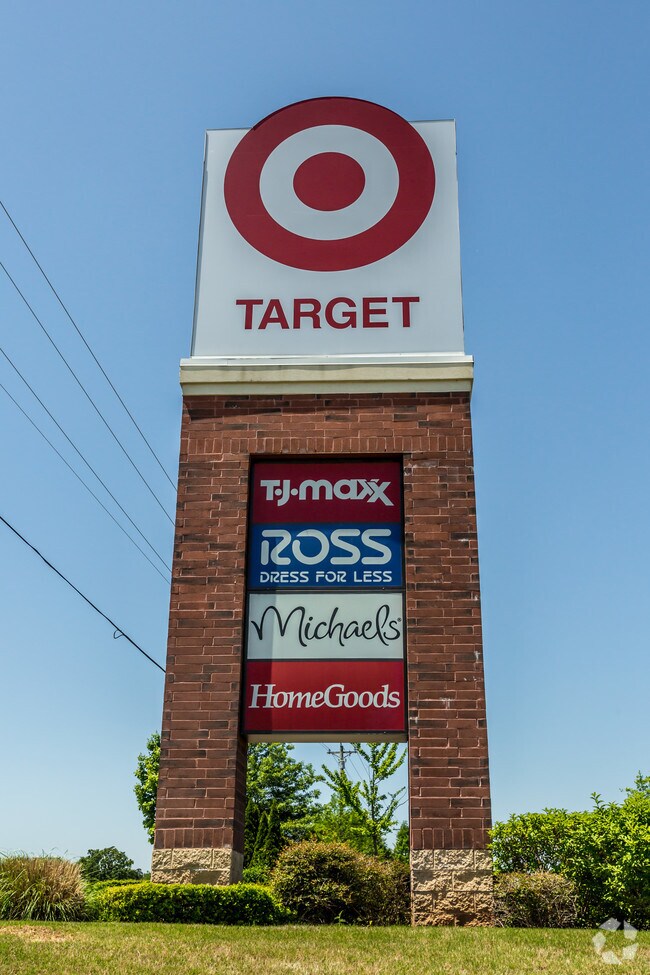 TARGET
T·J·maxx
ROSS
DRESS FOR LESS
Michaels®
HomeGoods